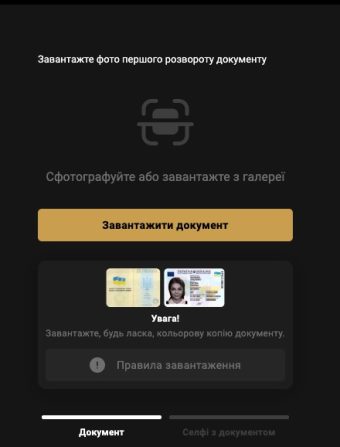 Завантажте фото першого розвороту документу
Сфотографуйте або завантажте з галереї
Завантажити документ
Увага!
Завантажте, будь ласка, кольорову копію документу.
Правила завантаження
Документ
Селфі з документом